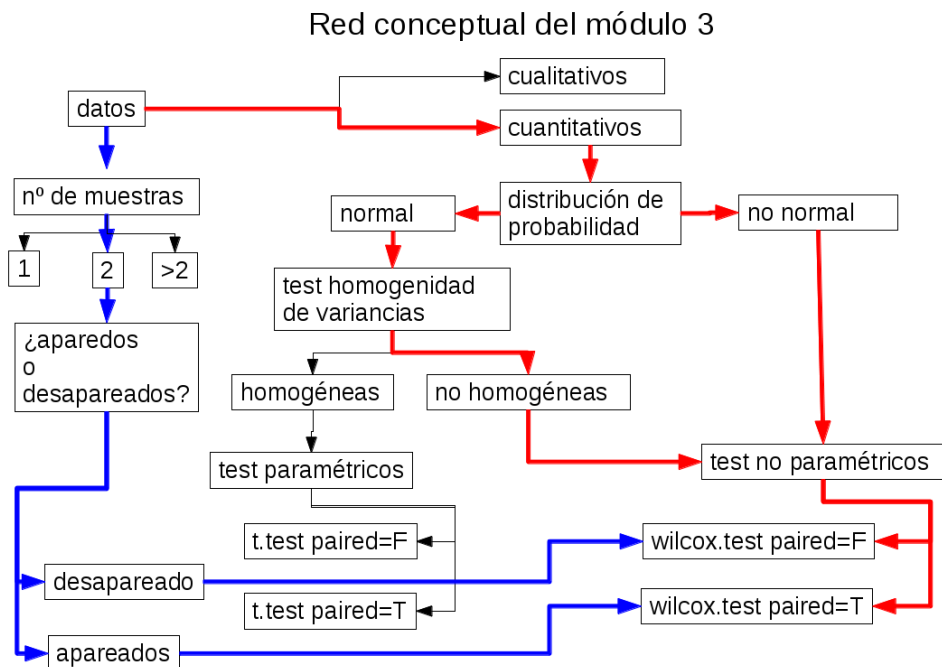 Red conceptual del módulo 3
cualitativos
datos
cuantitativos
nº de muestras
normal
distribución de
probabilidad
no normal
1
2
>2
test homogenidad
de variancias
¿aparedos
o
desapareados?
homogéneas
no homogéneas
test paramétricos
test no paramétricos
t.test paired=F
wilcox.test paired=F
desapareado
t.test paired=T
wilcox.test paired=T
apareados